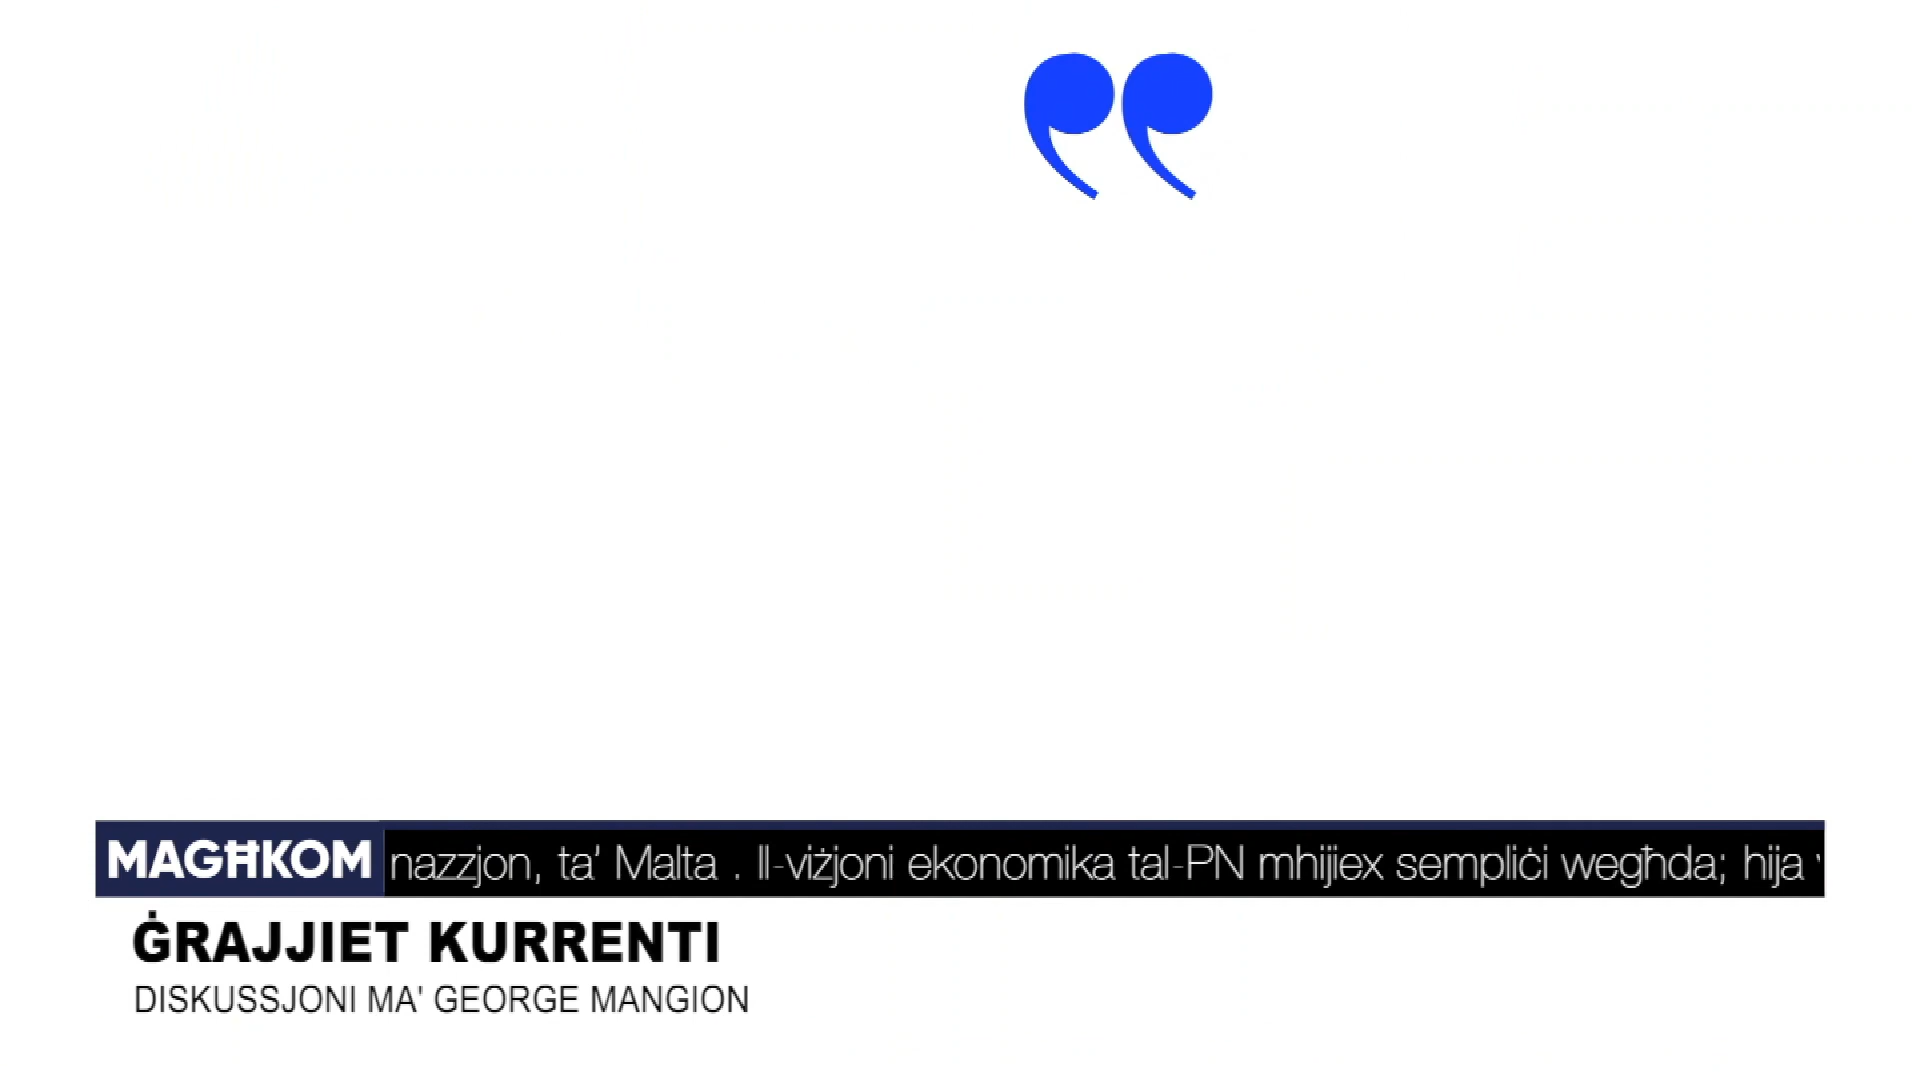 MAGĦKOM nazzjon, ta’ Malta . Il-viżjoni ekonomika tal-PN mhijiex sempliċi wegħda; hija
ĠRAJJIET KURRENTI
DISKUSSJONI MA' GEORGE MANGION